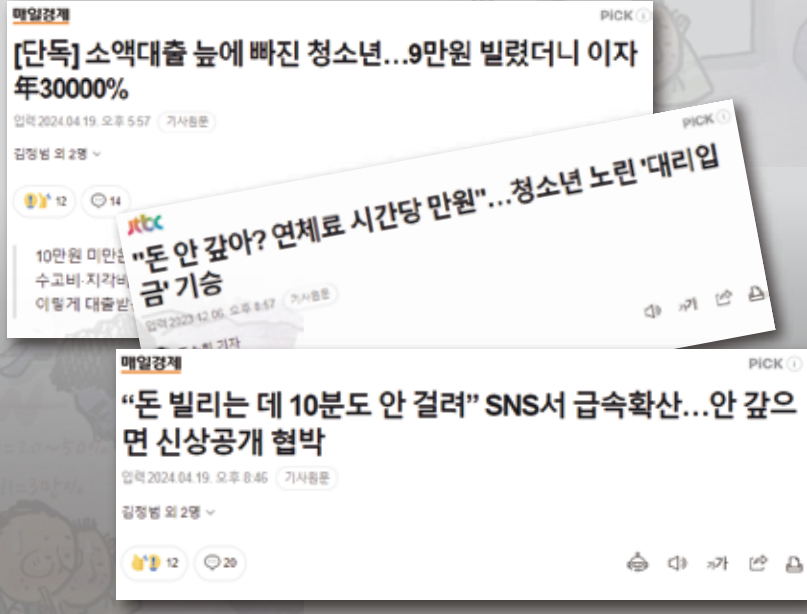 매일경제
PiCK
[단독] 소액대출 늪에 빠진 청소년…9만원 빌렸더니 이자
年30000%
입력 2024.04.19. 오후 5:57 기사원문
김정범 외 2명
12 14
10만원 미만
수고비·지각비
이렇게 대출받
jtbc
PiCK
"돈 안 갚아? 연체료 시간당 만원"…청소년 노린 '대리입
금' 기승
입력 2023.12.06. 오후 8:57 기사원문
기자
가
매일경제
PiCK
“돈 빌리는 데 10분도 안 걸려” SNS서 급속확산…안 갚으
면 신상공개 협박
입력 2024.04.19. 오후 8:46 기사원문
김정범 외 2명
12 20
가